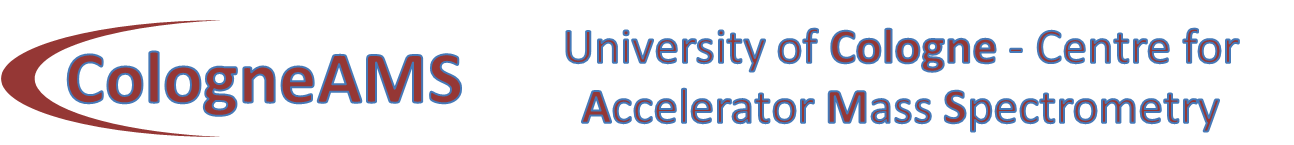 CologneAMS
University of Cologne - Centre for
Accelerator Mass Spectrometry